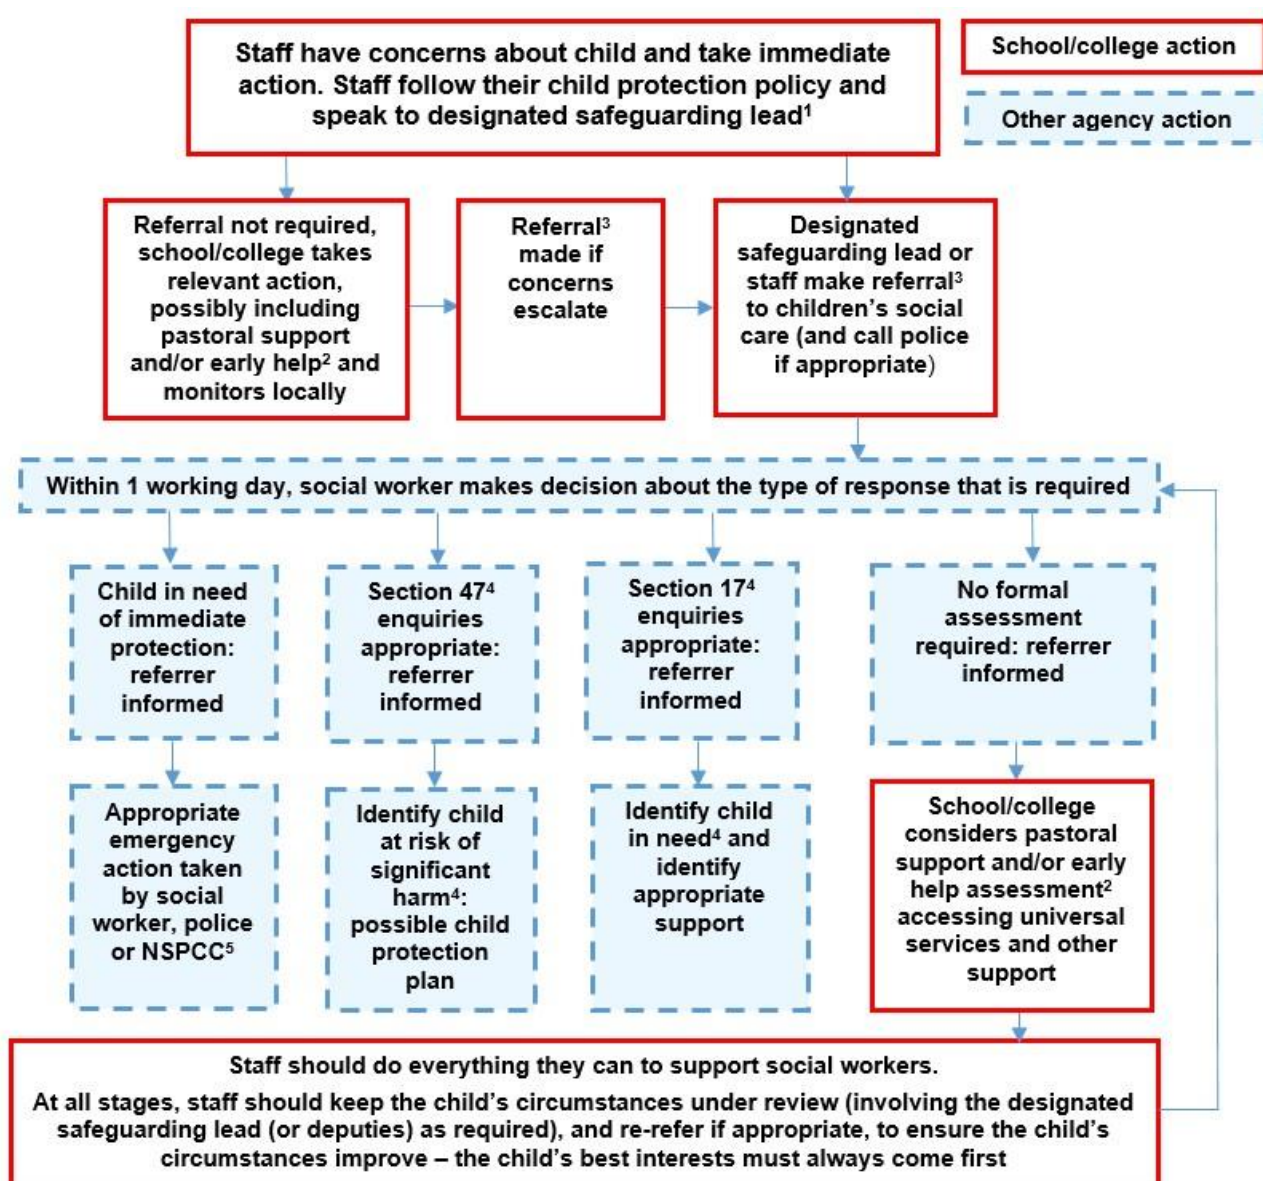 Staff have concerns about child and take immediate
action. Staff follow their child protection policy and
speak to designated safeguarding lead¹
School/college action
Other agency action
Referral not required,
school/college takes
relevant action,
possibly including
pastoral support
and/or early help² and
monitors locally
Referral³
made if
concerns
escalate
Designated
safeguarding lead or
staff make referral³
to children’s social
care (and call police
if appropriate)
Within 1 working day, social worker makes decision about the type of response that is required
Child in need
of immediate
protection:
referrer
informed
Section 47⁴
enquiries
appropriate:
referrer
informed
Section 17⁴
enquiries
appropriate:
referrer
informed
No formal
assessment
required: referrer
informed
Appropriate
emergency
action taken
by social
worker, police
or NSPCC⁵
Identify child
at risk of
significant
harm⁴:
possible child
protection
plan
Identify child
in need⁴ and
identify
appropriate
support
School/college
considers pastoral
support and/or early
help assessment²
accessing universal
services and other
support
Staff should do everything they can to support social workers.
At all stages, staff should keep the child’s circumstances under review (involving the designated
safeguarding lead (or deputies) as required), and re-refer if appropriate, to ensure the child’s
circumstances improve – the child’s best interests must always come first